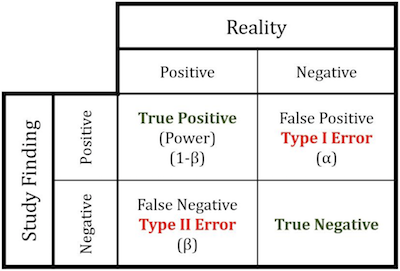 Reality
Positive
Negative
Study Finding
Positive
True Positive
(Power)
(1-β)
False Positive
Type I Error
(α)
Negative
False Negative
Type II Error
(β)
True Negative